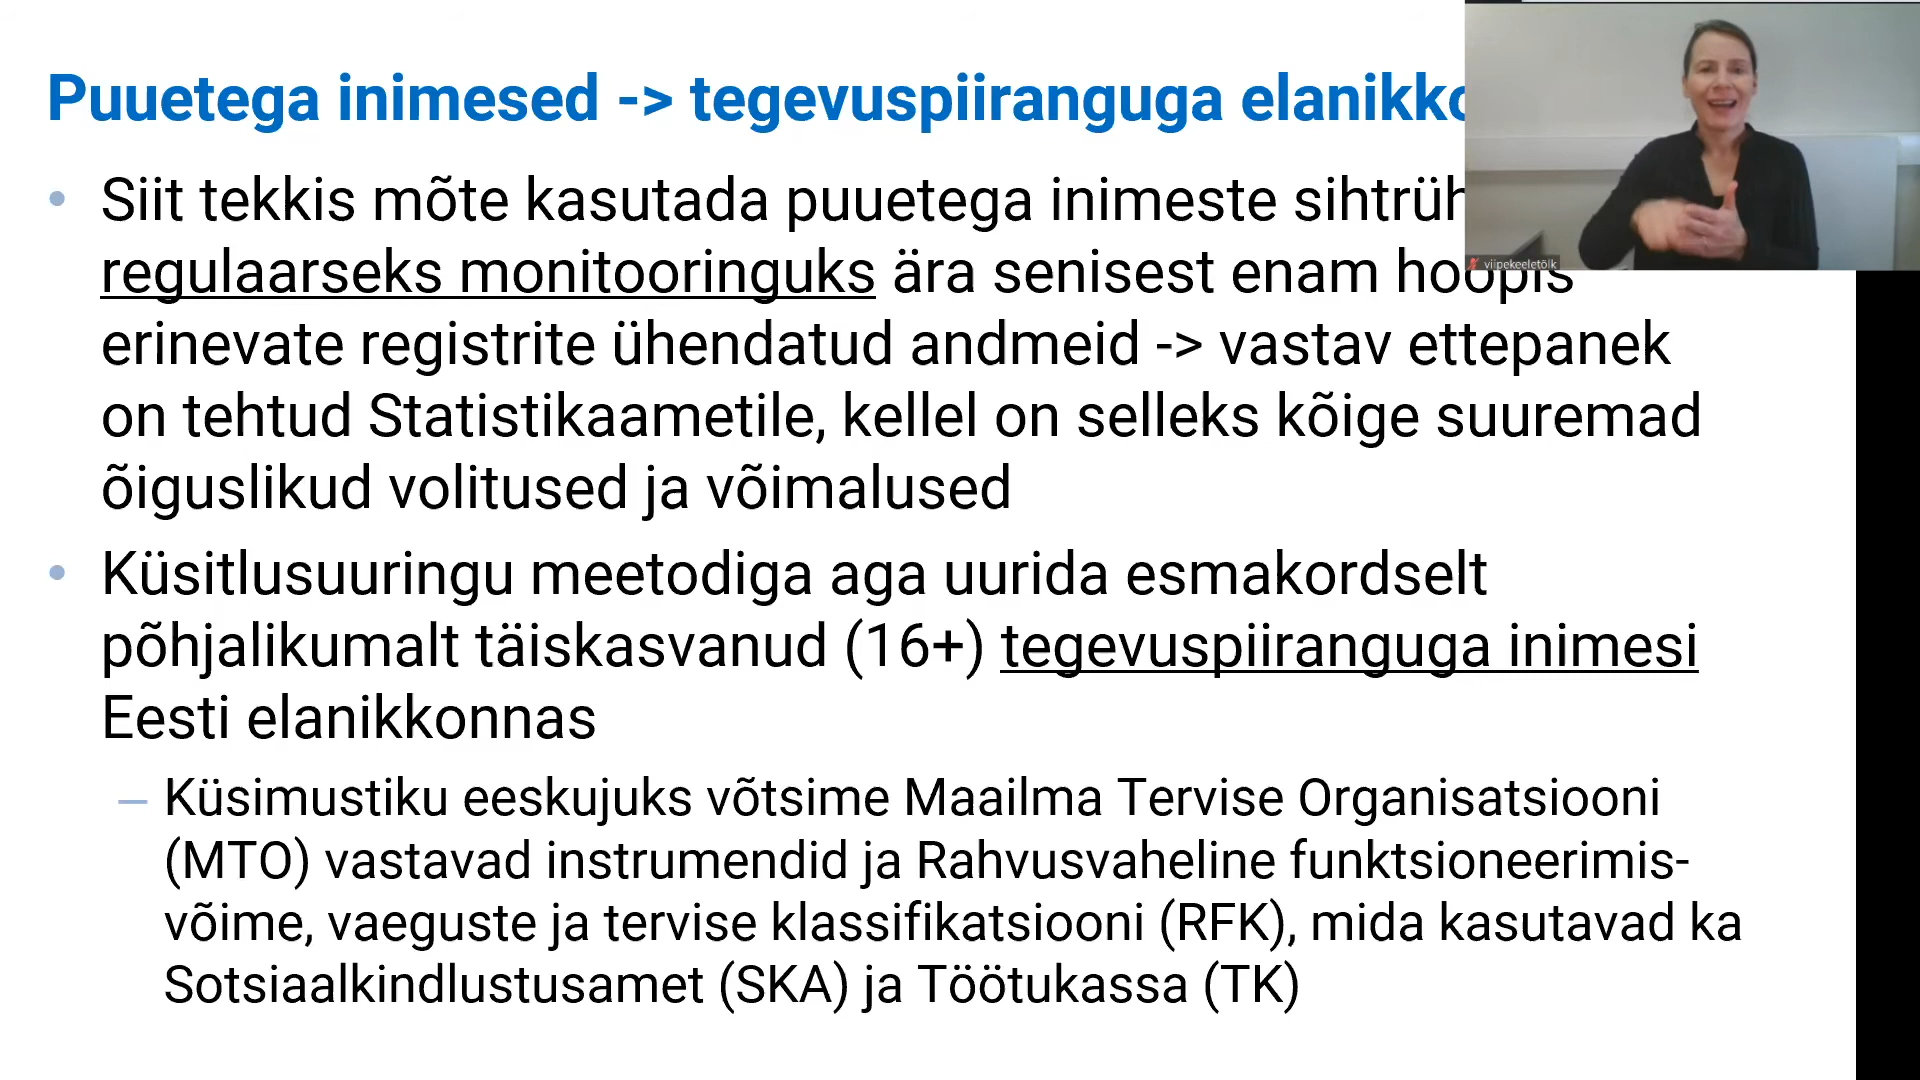 Puuetega inimesed -> tegevuspiiranguga
Siit tekkis mõte kasutada puuetega inimeste
regulaarseks monitooringuks ära senisest enam hoopis
erinevate registrite ühendatud andmeid -> vastav ettepanek
on tehtud Statistikaametile, kellel on selleks kõige suuremad
õiguslikud volitused ja võimalused
Küsitlusuuringu meetodiga aga uurida esmakordselt
põhjalikumalt täiskasvanud (16+) tegevuspiiranguga inimesi
Eesti elanikkonnas
– Küsimustiku eeskujuks võtsime Maailma Tervise Organisatsiooni
(MTO) vastavad instrumendid ja Rahvusvaheline funktsioneerimis-
võime, vaeguste ja tervise klassifikatsiooni (RFK), mida kasutavad ka
Sotsiaalkindlustusamet (SKA) ja Töötukassa (TK)
viipekeeletõlk